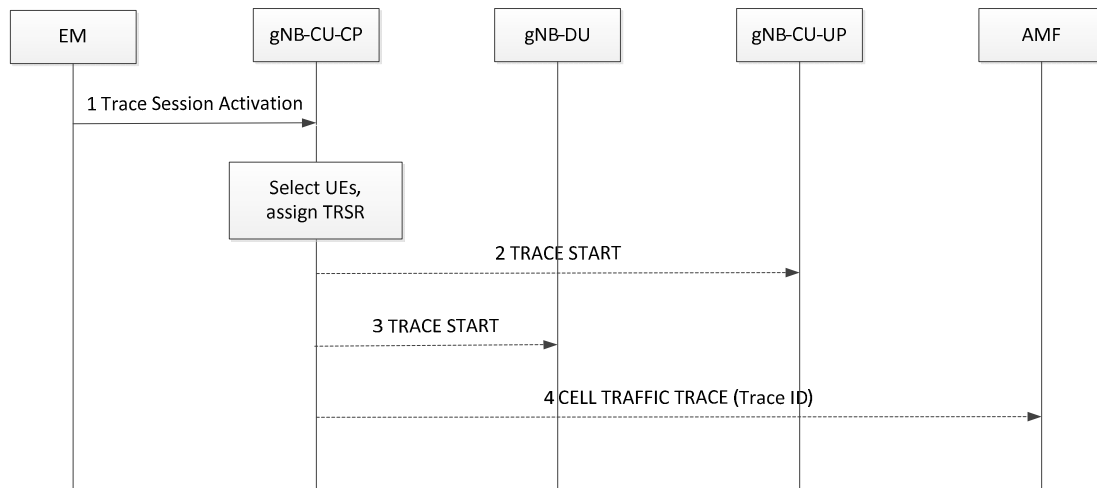 EM
gNB-CU-CP
gNB-DU
gNB-CU-UP
AMF
1 Trace Session Activation
Select UEs,
assign TRSR
2 TRACE START
3 TRACE START
4 CELL TRAFFIC TRACE (Trace ID)